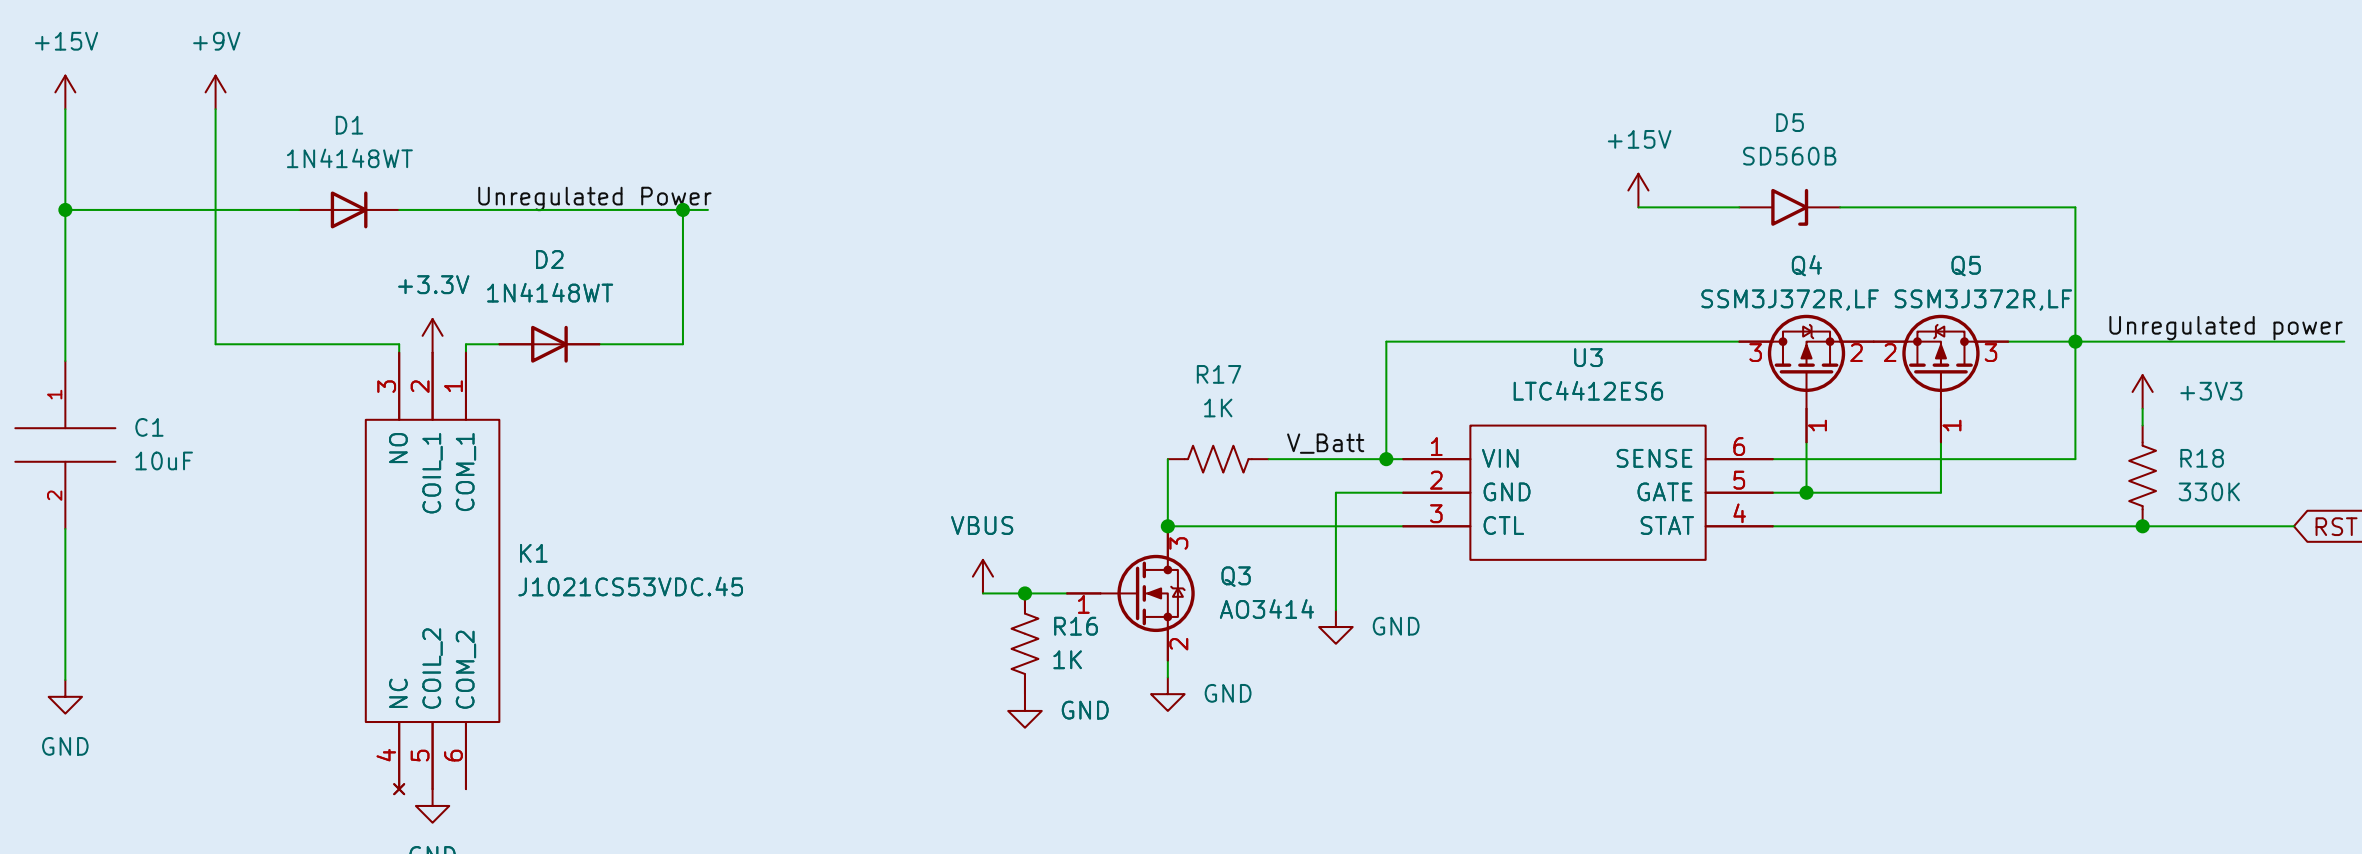 +15V
+9V
D1
1N4148WT
Unregulated Power
D2
1N4148WT
+3.3V
3
2
1
NO
COIL_1
COM_1
1
C1
10uF
2
K1
J1021CS53VDC.45
NC
COIL_2
COM_2
4
5
6
GND
GND
+15V
D5
SD560B
Q4
SSM3J372R,LF
Q5
SSM3J372R,LF
3
2
2
3
1
1
Unregulated power
U3
LTC4412ES6
R17
1K
V_Batt
1
VIN
SENSE
6
2
GND
GATE
5
3
CTL
STAT
4
+3V3
R18
330K
RST
VBUS
3
Q3
AO3414
1
2
R16
1K
GND
GND
GND